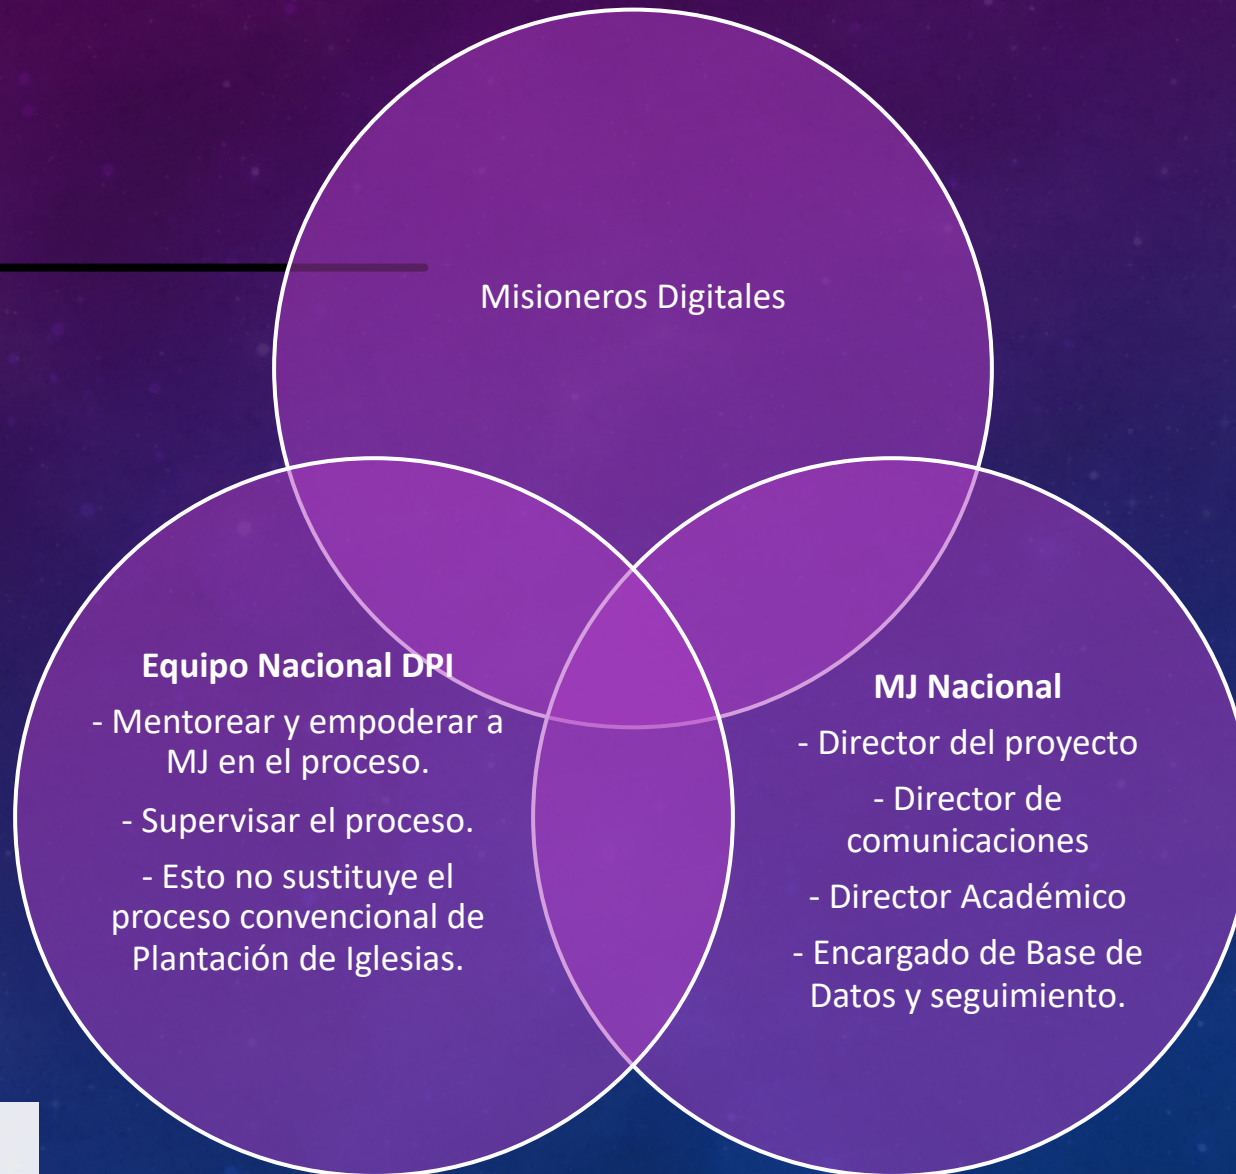 Misioneros Digitales
Equipo Nacional DPI
- Mentorear y empoderar a
MJ en el proceso.
- Supervisar el proceso.
- Esto no sustituye el
proceso convencional de
Plantación de Iglesias.
MJ Nacional
- Director del proyecto
- Director de
comunicaciones
- Director Académico
- Encargado de Base de
Datos y seguimiento.